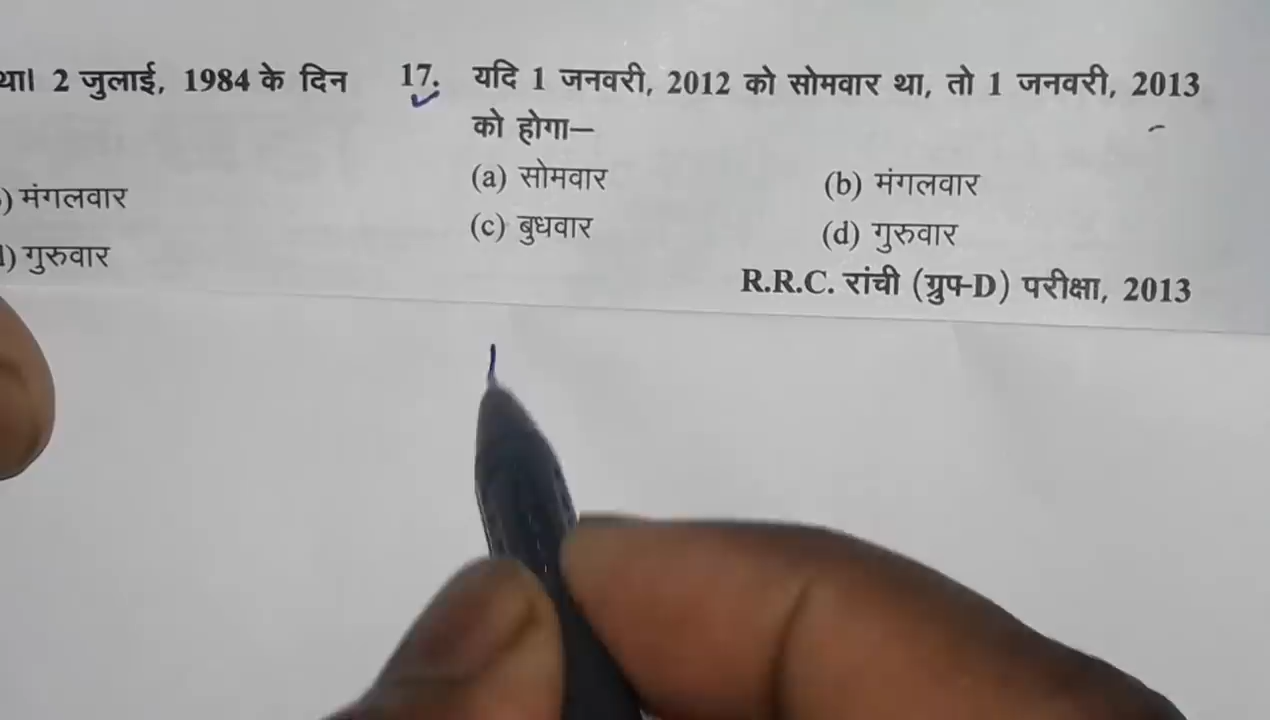 था। 2 जुलाई, 1984 के दिन
) मंगलवार
) गुरुवार
17. यदि 1 जनवरी, 2012 को सोमवार था, तो 1 जनवरी, 2013
को होगा—
(a) सोमवार (b) मंगलवार
(c) बुधवार (d) गुरुवार
R.R.C. रांची (ग्रुप-D) परीक्षा, 2013